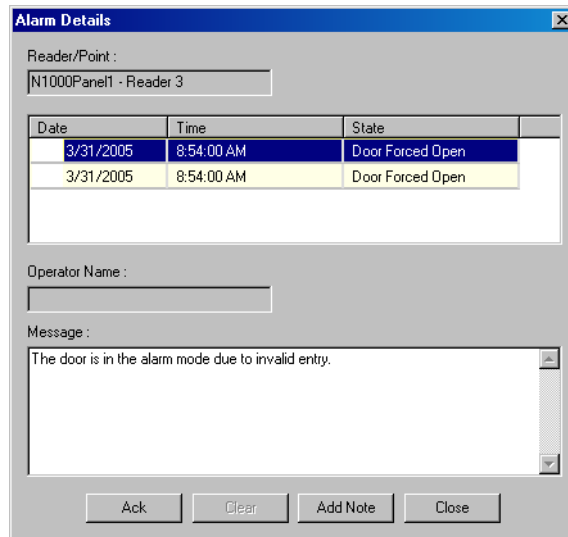 Alarm Details
Reader/Point :
N1000Panel1 - Reader 3
Date Time State
3/31/2005 8:54:00 AM Door Forced Open
3/31/2005 8:54:00 AM Door Forced Open
Operator Name :
Message :
The door is in the alarm mode due to invalid entry.
Ack Clear Add Note Close